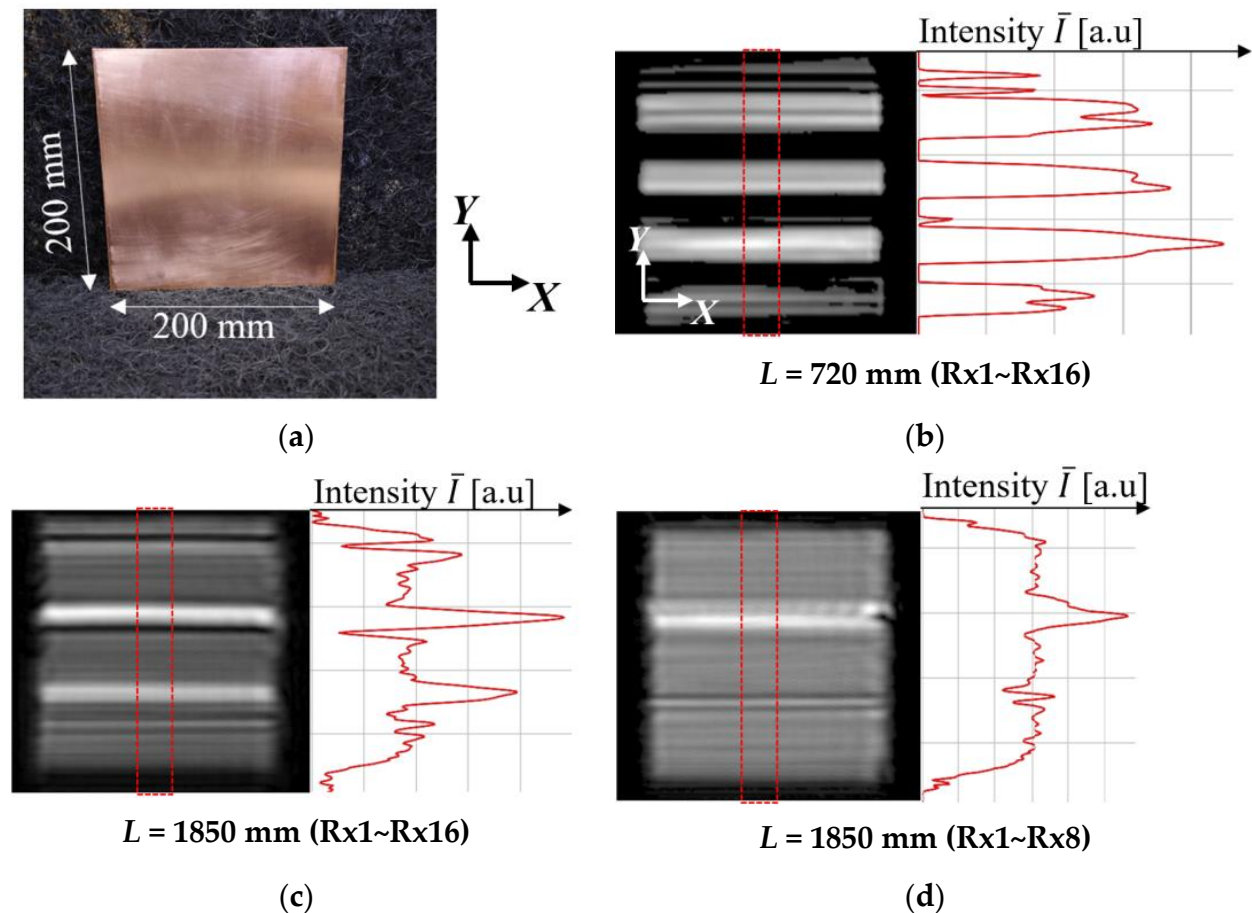 200 mm
200 mm
Y
X
(a)
Intensity Ī [a.u]
Y
X
L = 720 mm (Rx1~Rx16)
(b)
Intensity Ī [a.u]
L = 1850 mm (Rx1~Rx16)
(c)
Intensity Ī [a.u]
L = 1850 mm (Rx1~Rx8)
(d)